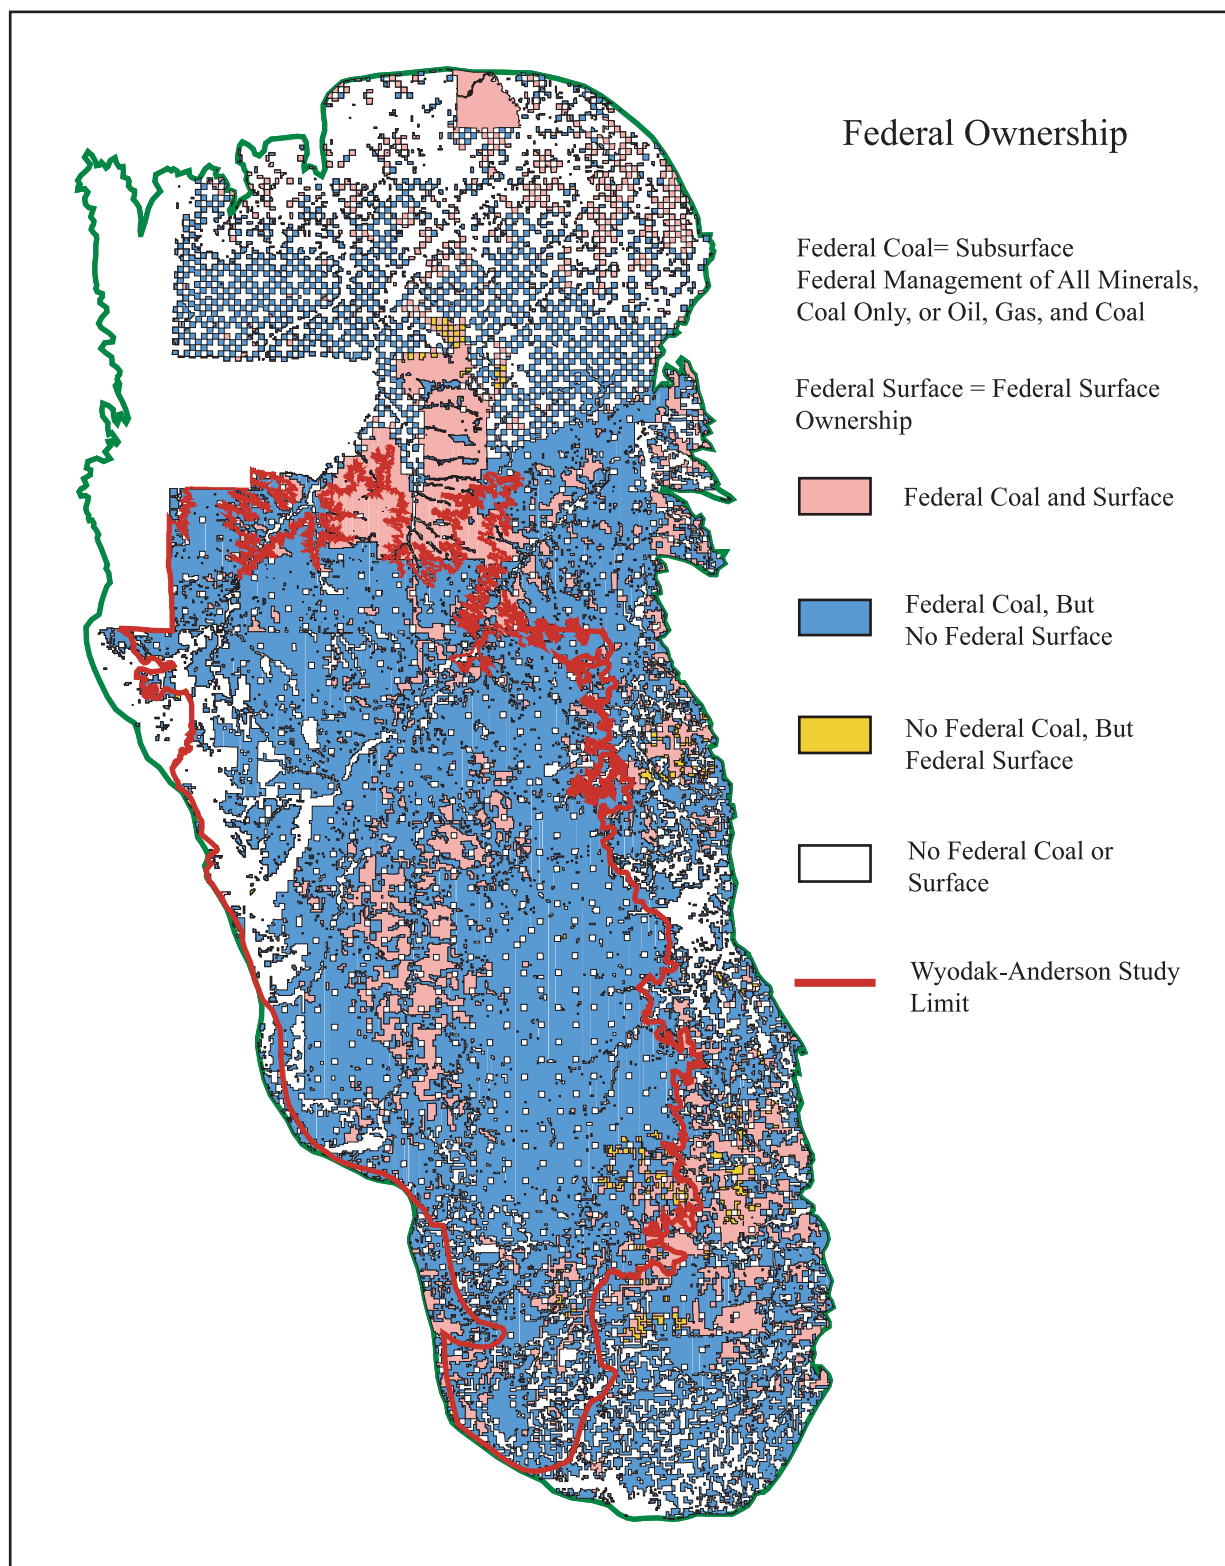 Federal Ownership
Federal Coal= Subsurface
Federal Management of All Minerals,
Coal Only, or Oil, Gas, and Coal
Federal Surface = Federal Surface
Ownership
Federal Coal and Surface
Federal Coal, But
No Federal Surface
No Federal Coal, But
Federal Surface
No Federal Coal or
Surface
Wyodak-Anderson Study
Limit